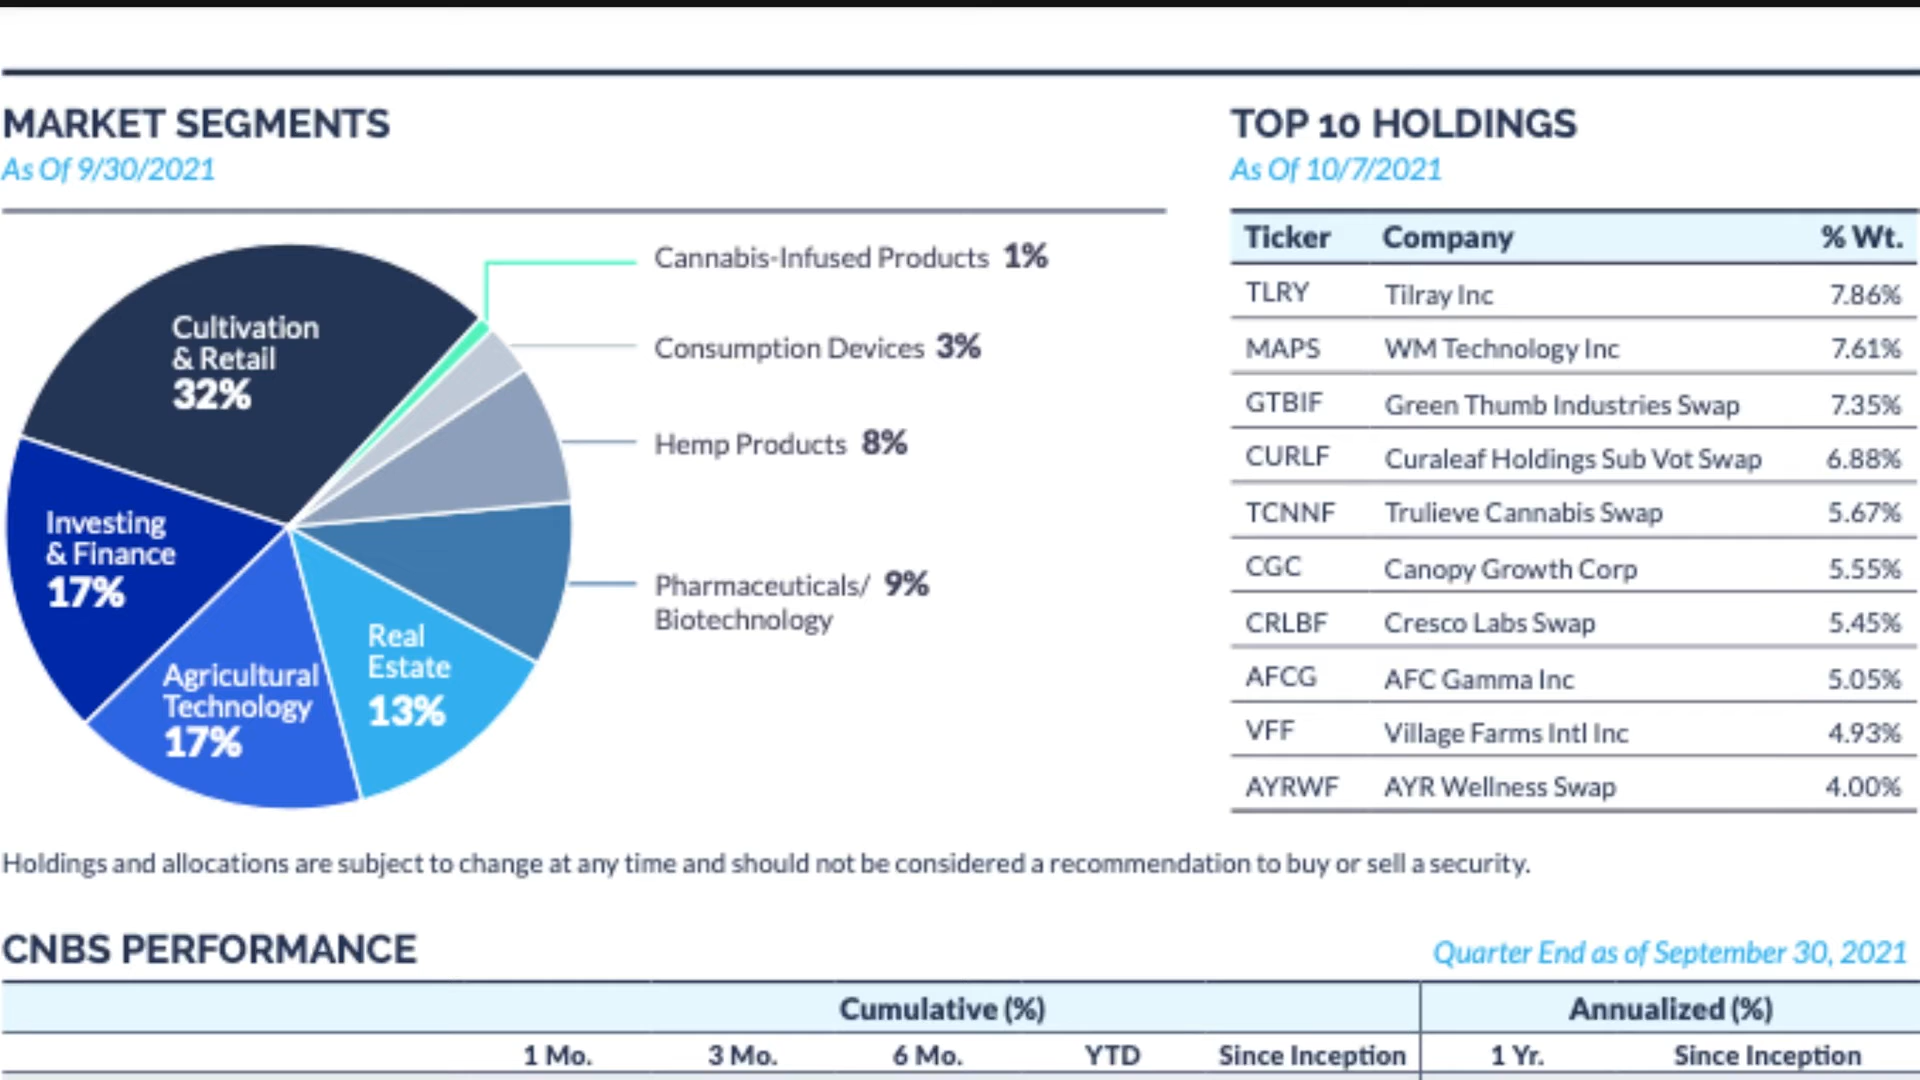 MARKET SEGMENTS
As Of 9/30/2021
Cultivation
& Retail
32%
Investing
& Finance
17%
Agricultural
Technology
17%
Real
Estate
13%
Cannabis-Infused Products 1%
Consumption Devices 3%
Hemp Products 8%
Pharmaceuticals/ 9%
Biotechnology
TOP 10 HOLDINGS
As Of 10/7/2021
Ticker Company % Wt.
TLRY Tilray Inc 7.86%
MAPS WM Technology Inc 7.61%
GTBIF Green Thumb Industries Swap 7.35%
CURLF Curaleaf Holdings Sub Vot Swap 6.88%
TCNNF Trulieve Cannabis Swap 5.67%
CGC Canopy Growth Corp 5.55%
CRLBF Cresco Labs Swap 5.45%
AFCG AFC Gamma Inc 5.05%
VFF Village Farms Intl Inc 4.93%
AYRWF AYR Wellness Swap 4.00%
Holdings and allocations are subject to change at any time and should not be considered a recommendation to buy or sell a security.
CNBS PERFORMANCE
Quarter End as of September 30, 2021
Cumulative (%) Annualized (%)
1 Mo. 3 Mo. 6 Mo. YTD Since Inception 1 Yr. Since Inception